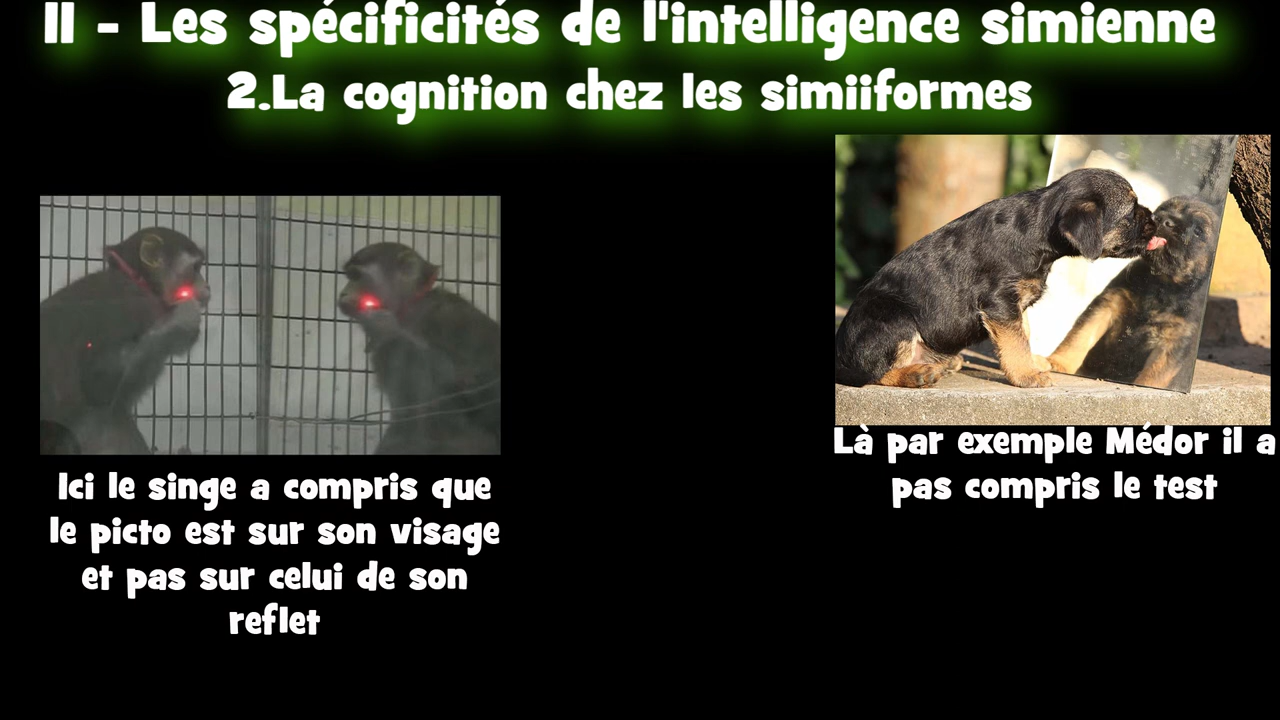 II - Les spécificités de l'intelligence simienne
2.La cognition chez les simiiformes
Ici le singe a compris que
le picto est sur son visage
et pas sur celui de son
reflet
Là par exemple Médor il a
pas compris le test